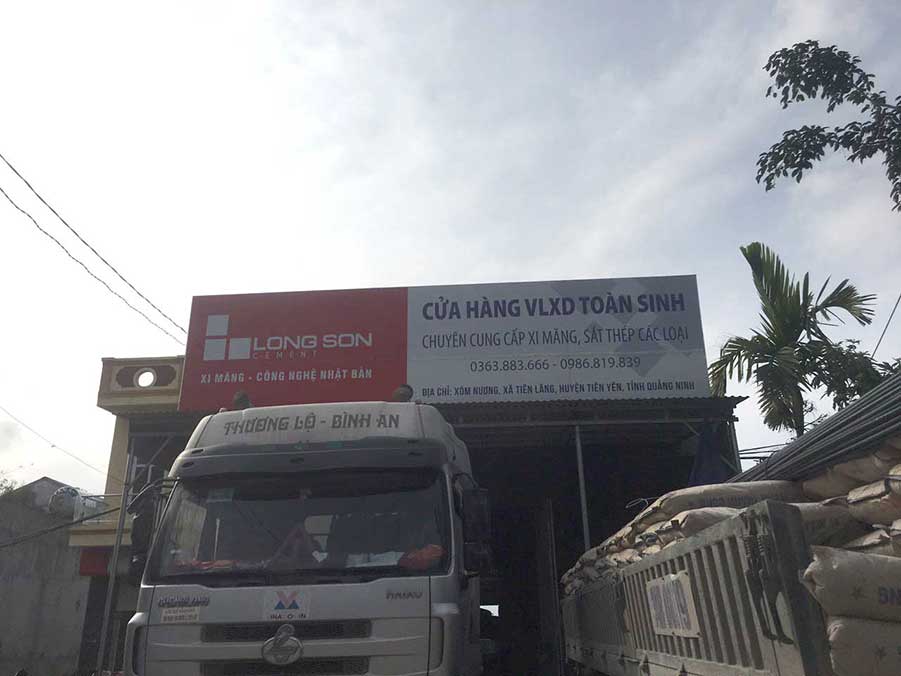 LONG SON
CEMENT
XI MĂNG - CÔNG NGHỆ NHẬT BẢN
CỬA HÀNG VLXD TOÀN SINH
CHUYÊN CUNG CẤP XI MĂNG, SẮT THÉP CÁC LOẠI
0363.883.666 - 0986.819.839
ĐỊA CHỈ: XÓM NƯƠNG, XÃ TIÊN LÃNG, HUYỆN TIÊN YÊN, TỈNH QUẢNG NINH
THƯỢNG LỘ - BÌNH AN